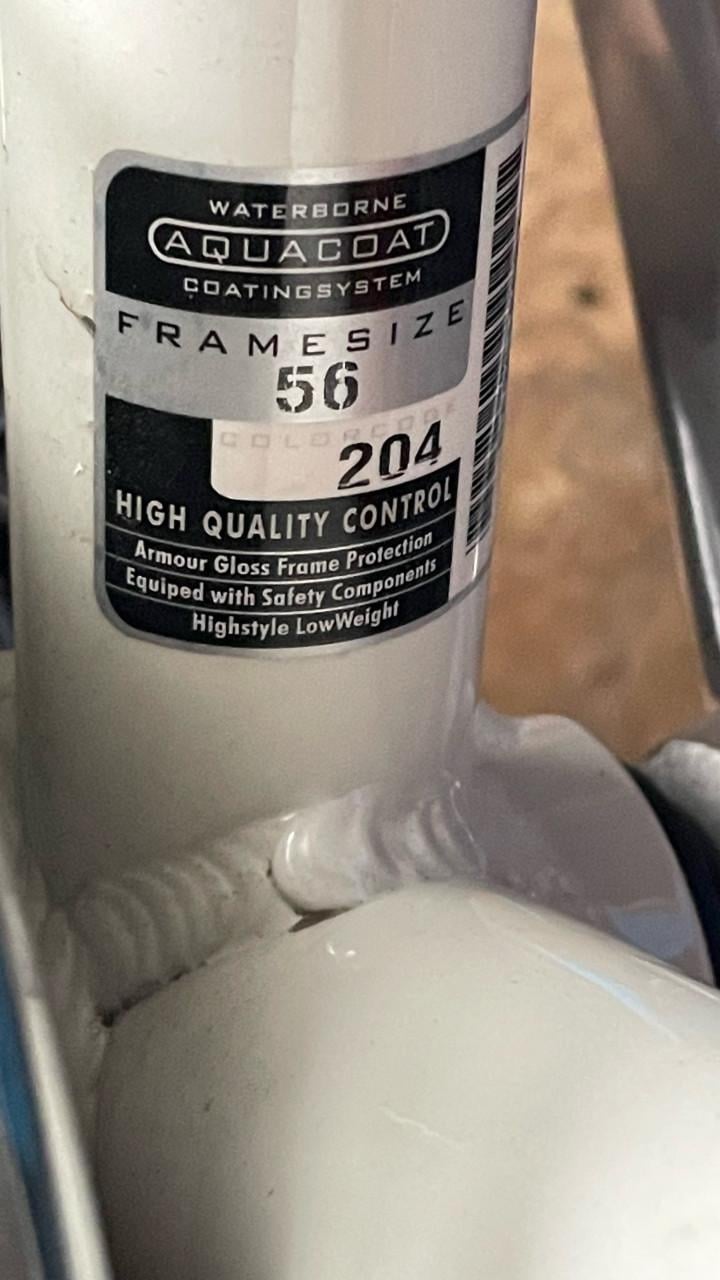 WATERBORNE
AQUACOAT
COATINGSYSTEM
FRAMESIZE
56
COLORCODE
204
HIGH QUALITY CONTROL
Armour Gloss Frame Protection
Equiped with Safety Components
Highstyle LowWeight